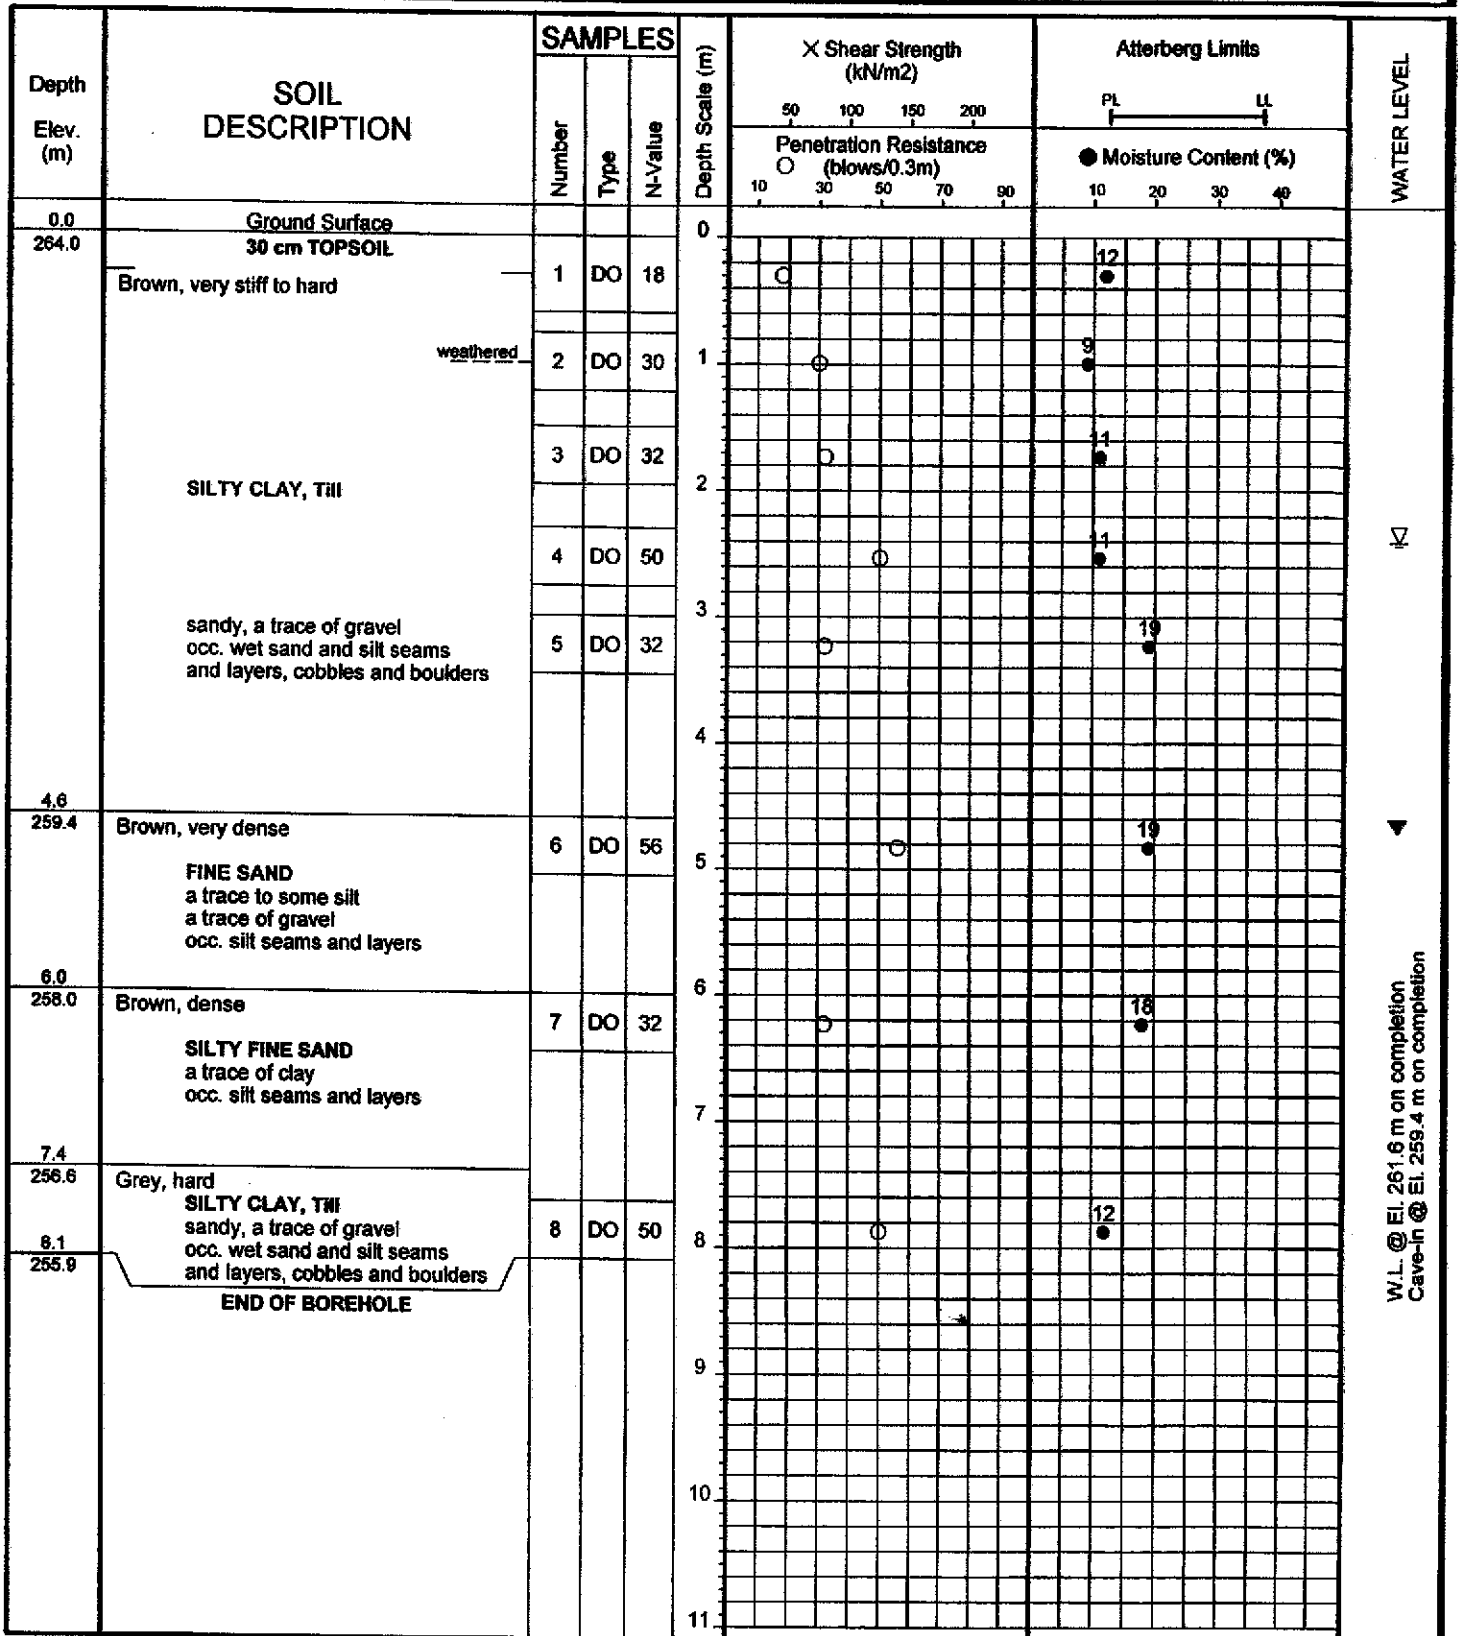 SAMPLES
Depth
Elev.
(m)
SOIL
DESCRIPTION
Number
Type
N-Value
Depth Scale (m)
X Shear Strength
(kN/m2)
50 100 150 200
Penetration Resistance
O (blows/0.3m)
10 30 50 70 90
Atterberg Limits
PL LL
● Moisture Content (%)
10 20 30 40
WATER LEVEL
0.0
264.0
Ground Surface
30 cm TOPSOIL
Brown, very stiff to hard
weathered
SILTY CLAY, Till
sandy, a trace of gravel
occ. wet sand and silt seams
and layers, cobbles and boulders
1 DO 18
2 DO 30
3 DO 32
4 DO 50
5 DO 32
4.6
259.4
Brown, very dense
FINE SAND
a trace to some silt
a trace of gravel
occ. silt seams and layers
6 DO 56
6.0
258.0
Brown, dense
SILTY FINE SAND
a trace of clay
occ. silt seams and layers
7 DO 32
7.4
256.6
Grey, hard
SILTY CLAY, Till
sandy, a trace of gravel
occ. wet sand and silt seams
and layers, cobbles and boulders
8 DO 50
8.1
255.9
END OF BOREHOLE
0
1
2
3
4
5
6
7
8
9
10
11
12
9
11
11
19
19
18
12
W.L. @ El. 261.6 m on completion
Cave-in @ El. 259.4 m on completion